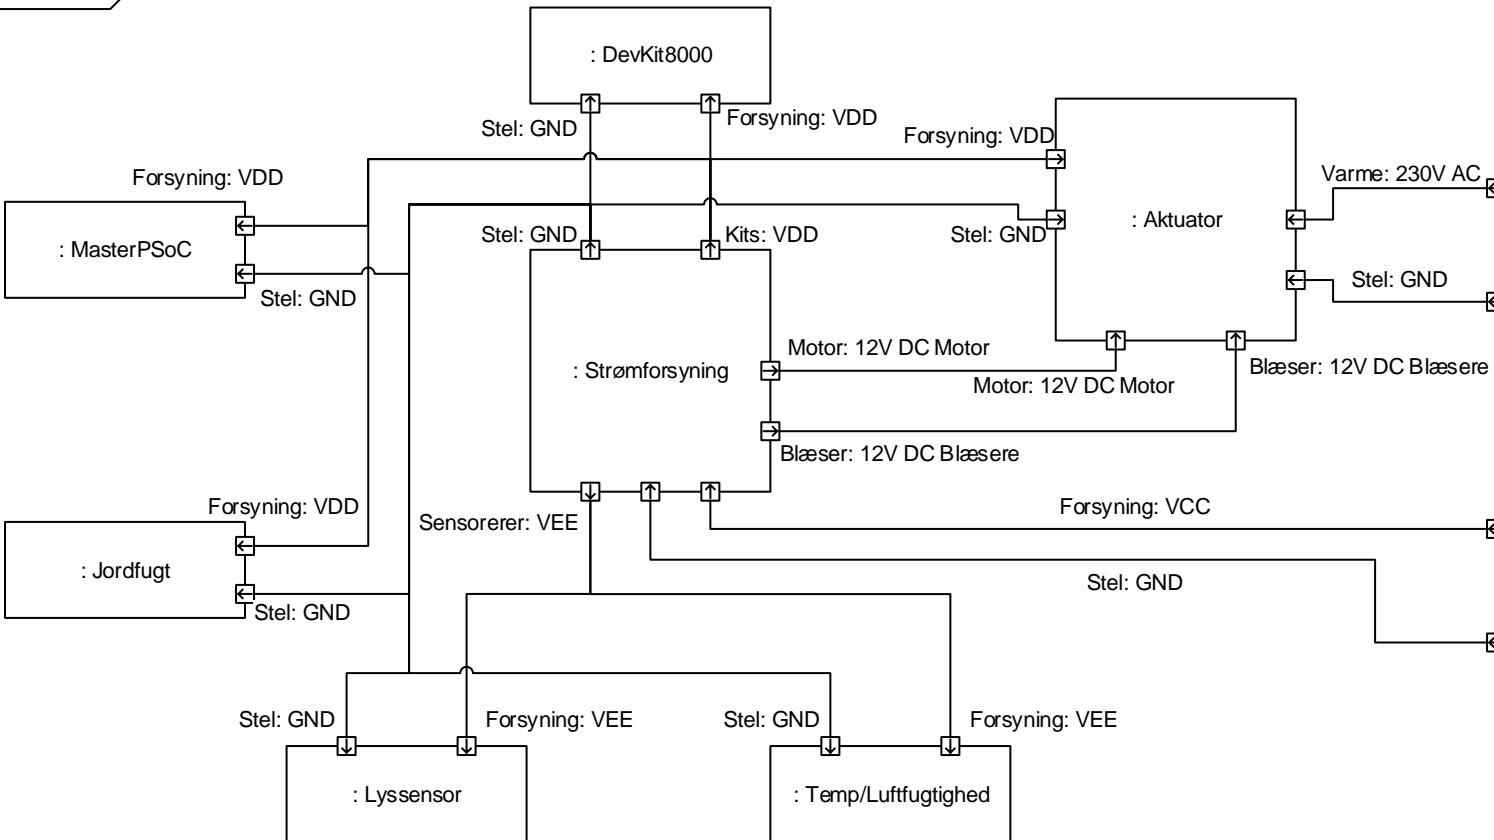 : DevKit8000
Stel: GND
Forsyning: VDD
Forsyning: VDD
Forsyning: VDD
Varme: 230V AC
: MasterPSoC
Stel: GND
Kits: VDD
Stel: GND
: Aktuator
Stel: GND
Stel: GND
Motor: 12V DC Motor
: Strømforsyning
Motor: 12V DC Motor
Blæser: 12V DC Blæsere
Blæser: 12V DC Blæsere
Forsyning: VDD
Sensorerer: VEE
Forsyning: VCC
: Jordfugt
Stel: GND
Stel: GND
Stel: GND
Forsyning: VEE
Stel: GND
Forsyning: VEE
: Lyssensor
: Temp/Luftfugtighed